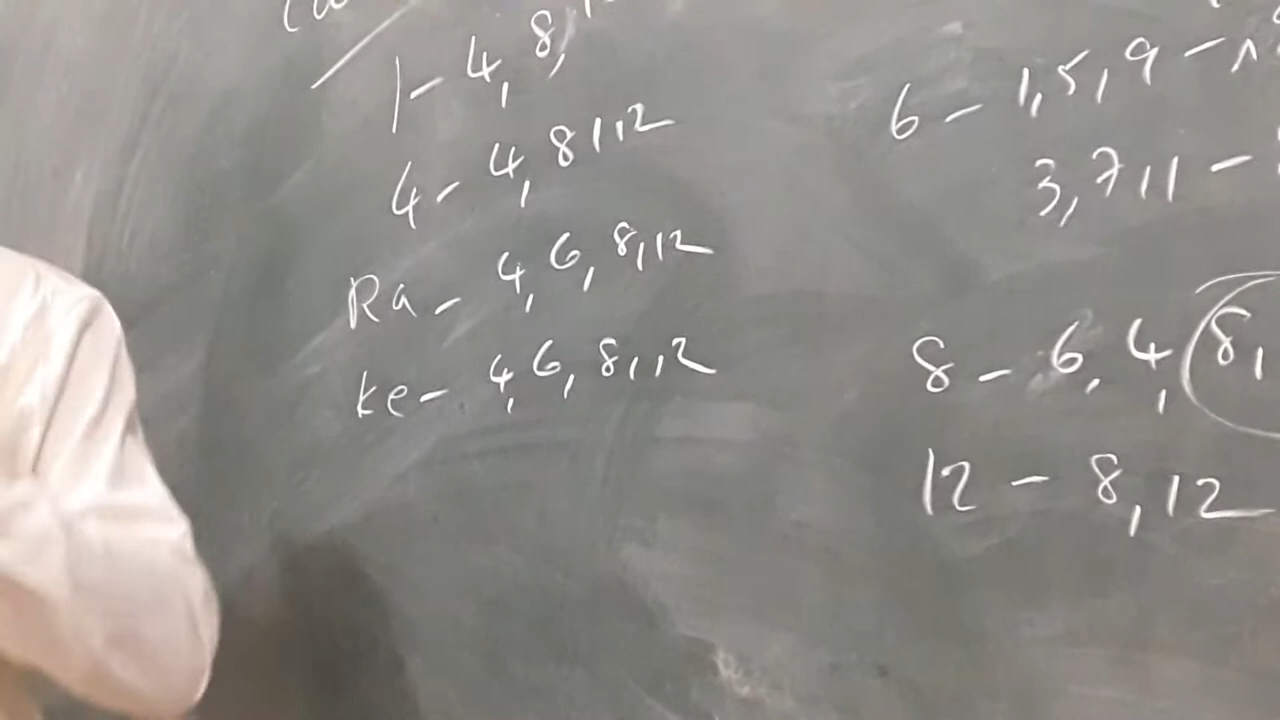 1 - 4, 8,
4 - 4, 8, 12
Ra - 4, 6, 8, 12
ke - 4, 6, 8, 12
6 - 1, 5, 9 -
3, 7, 11 -
8 - 6, 4, 8,
12 - 8, 12